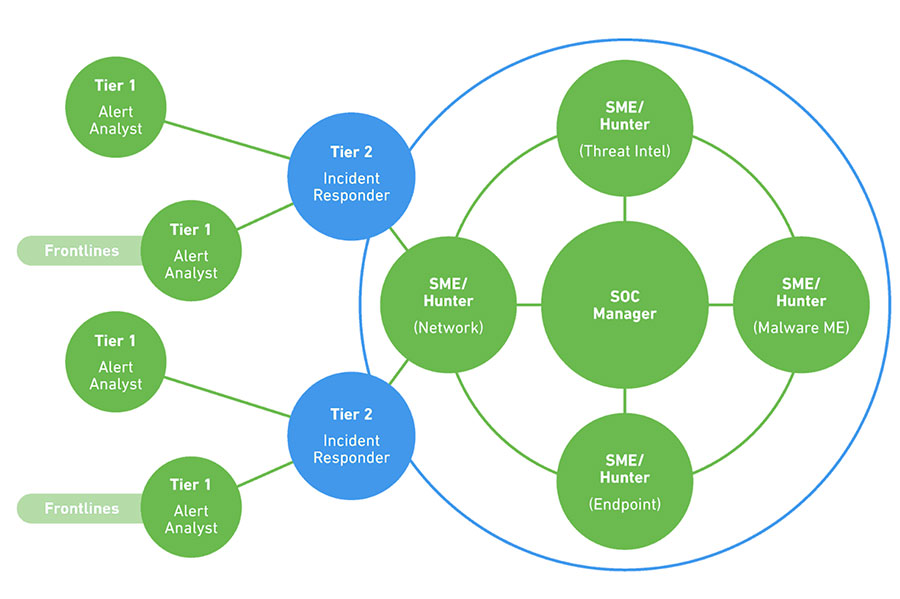 Tier 1
Alert
Analyst
Tier 2
Incident
Responder
Frontlines
Tier 1
Alert
Analyst
Tier 1
Alert
Analyst
Tier 2
Incident
Responder
Frontlines
Tier 1
Alert
Analyst
SME/
Hunter
(Threat Intel)
SME/
Hunter
(Network)
SOC
Manager
SME/
Hunter
(Malware ME)
SME/
Hunter
(Endpoint)